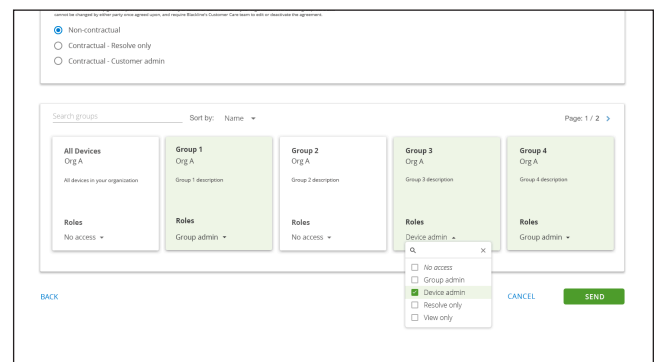 cannot be changed by either party once agreed upon, and require Blackline's Customer Care team to edit or deactivate the agreement.
Non-contractual
Contractual - Resolve only
Contractual - Customer admin
Search groups
Sort by: Name
Page: 1 / 2
All Devices
Org A
All devices in your organization
Roles
No access
Group 1
Org A
Group 1 description
Roles
Group admin
Group 2
Org A
Group 2 description
Roles
No access
Group 3
Org A
Group 3 description
Roles
Device admin
No access
Group admin
Device admin
Resolve only
View only
Group 4
Org A
Group 4 description
Roles
Group admin
BACK
CANCEL
SEND